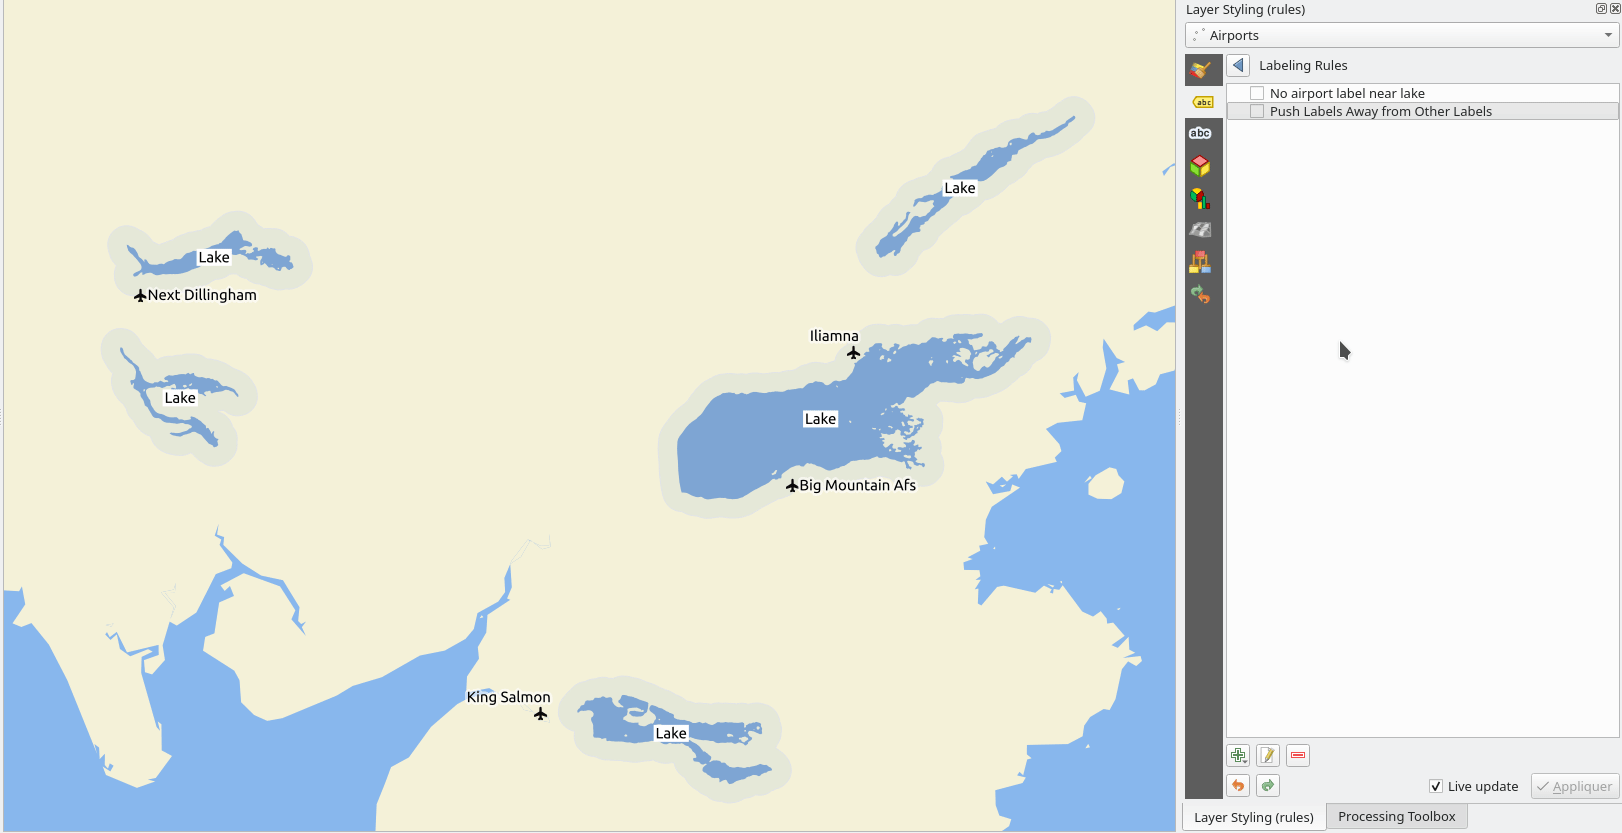 Layer Styling (rules)
Airports
Labeling Rules
No airport label near lake
Push Labels Away from Other Labels
abc
abc
Lake
Lake
Next Dillingham
Iliamna
Lake
Lake
Big Mountain Afs
King Salmon
Lake
Live update
Appliquer
Layer Styling (rules)
Processing Toolbox